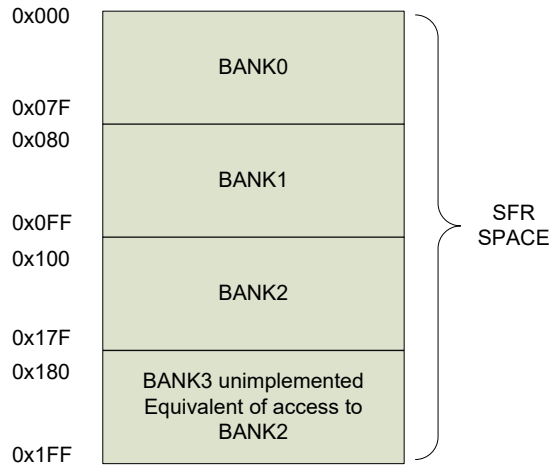 0x000
BANK0
0x07F
0x080
BANK1
0x0FF
0x100
BANK2
0x17F
0x180
BANK3 unimplemented
Equivalent of access to
BANK2
0x1FF
SFR
SPACE